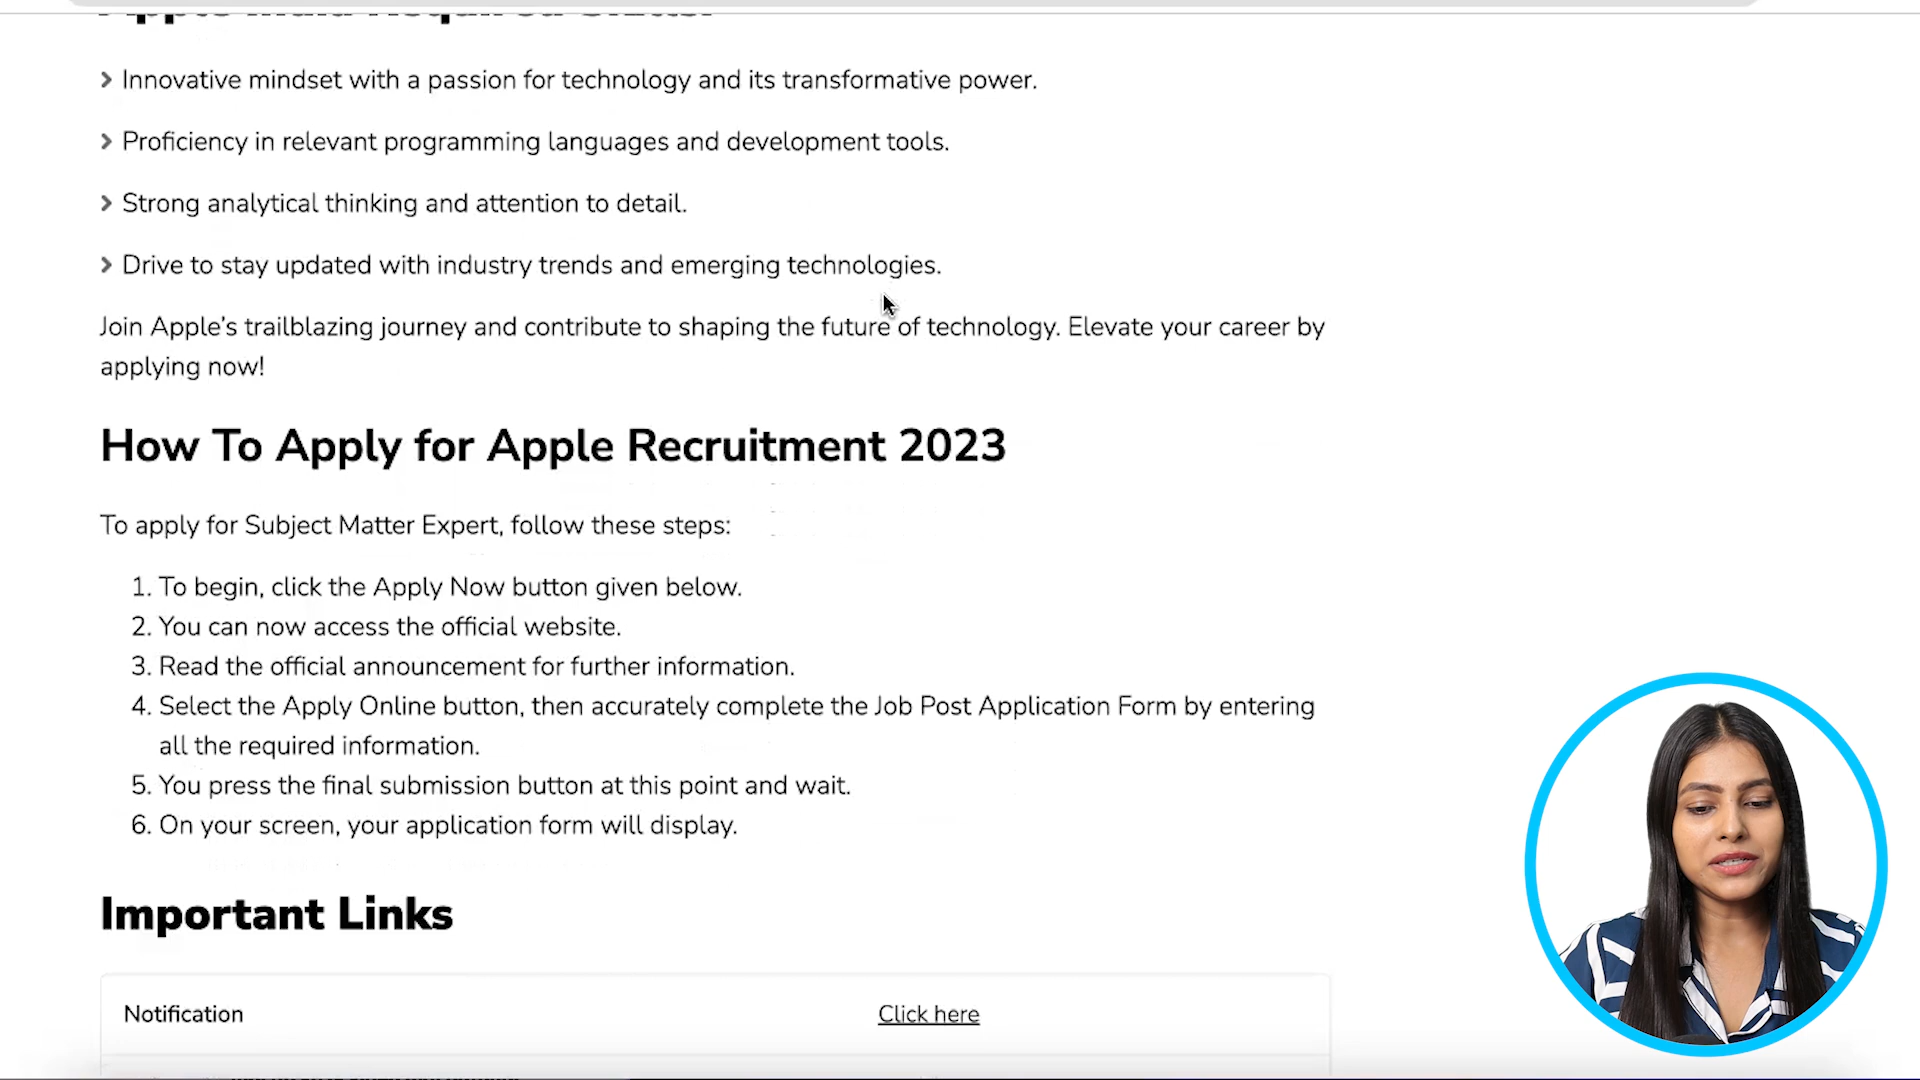 Innovative mindset with a passion for technology and its transformative power.
Proficiency in relevant programming languages and development tools.
Strong analytical thinking and attention to detail.
Drive to stay updated with industry trends and emerging technologies.
Join Apple’s trailblazing journey and contribute to shaping the future of technology. Elevate your career by
applying now!
How To Apply for Apple Recruitment 2023
To apply for Subject Matter Expert, follow these steps:
1. To begin, click the Apply Now button given below.
2. You can now access the official website.
3. Read the official announcement for further information.
4. Select the Apply Online button, then accurately complete the Job Post Application Form by entering
all the required information.
5. You press the final submission button at this point and wait.
6. On your screen, your application form will display.
Important Links
Notification Click here